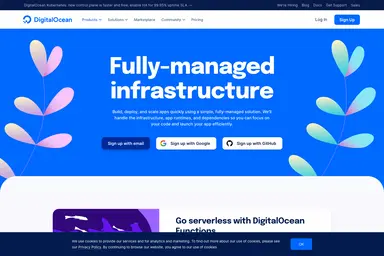 DigitalOcean Kubernetes: new control plane is faster and free, enable HA for 99.95% uptime SLA →
We're Hiring Blog Docs Get Support Sales
DigitalOcean
Products Solutions Marketplace Community Pricing
Log in Sign Up
Fully-managed
infrastructure
Build, deploy, and scale apps quickly using a simple, fully-managed solution. We'll
handle the infrastructure, app runtimes, and dependencies so you can focus on
your code and launch your app efficiently.
Sign up with email
Sign up with Google
Sign up with GitHub
Go serverless with DigitalOcean
Functions
We use cookies to provide our services and for analytics and marketing. To find out more about our use of cookies, please see
our Privacy Policy. By continuing to browse our website, you agree to our use of cookies.
OK